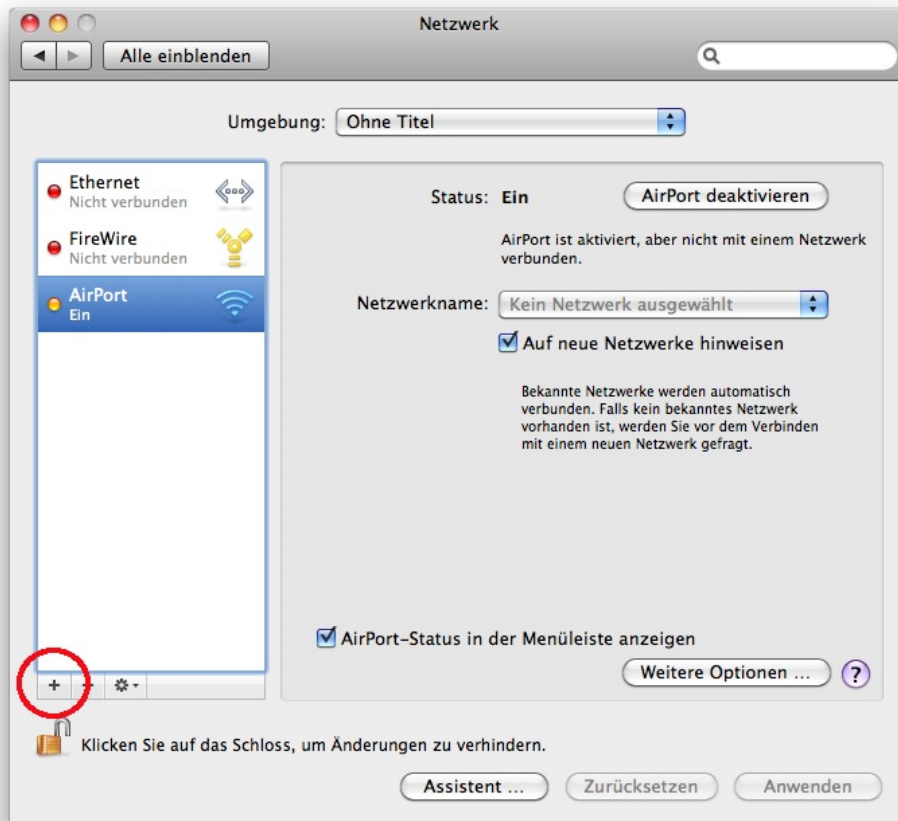 Netzwerk
Alle einblenden
Umgebung: Ohne Titel
Ethernet
Nicht verbunden
FireWire
Nicht verbunden
AirPort
Ein
Status: Ein
AirPort deaktivieren
AirPort ist aktiviert, aber nicht mit einem Netzwerk
verbunden.
Netzwerkname: Kein Netzwerk ausgewählt
Auf neue Netzwerke hinweisen
Bekannte Netzwerke werden automatisch
verbunden. Falls kein bekanntes Netzwerk
vorhanden ist, werden Sie vor dem Verbinden
mit einem neuen Netzwerk gefragt.
AirPort-Status in der Menüleiste anzeigen
Weitere Optionen ... ?
Klicken Sie auf das Schloss, um Änderungen zu verhindern.
Assistent ... Zurücksetzen Anwenden